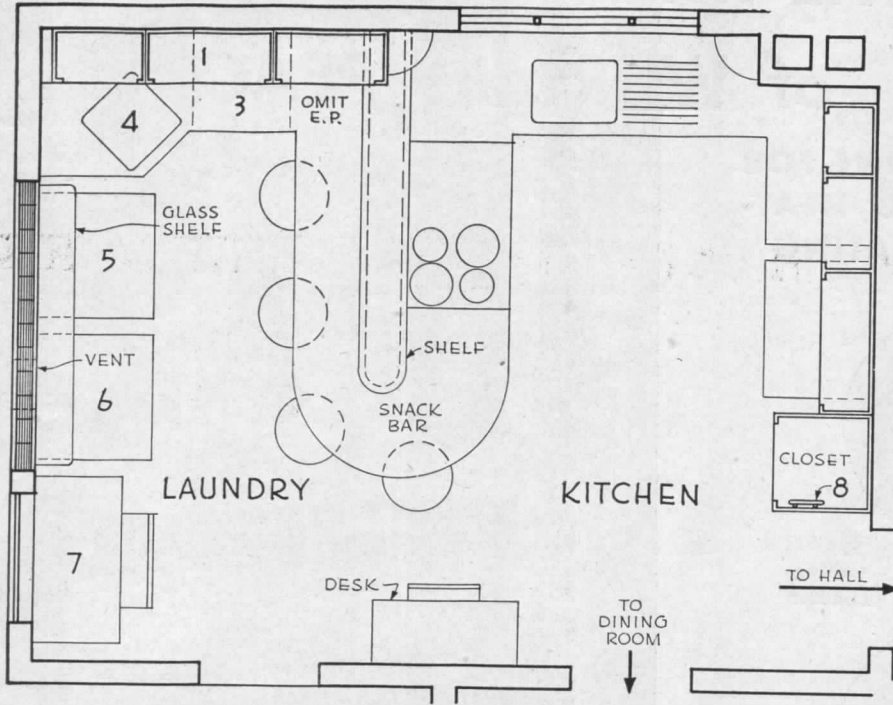 1
3
OMIT
E.P.
4
GLASS
SHELF
5
VENT
6
SHELF
SNACK
BAR
LAUNDRY
KITCHEN
CLOSET
8
7
DESK
TO
DINING
ROOM
TO HALL